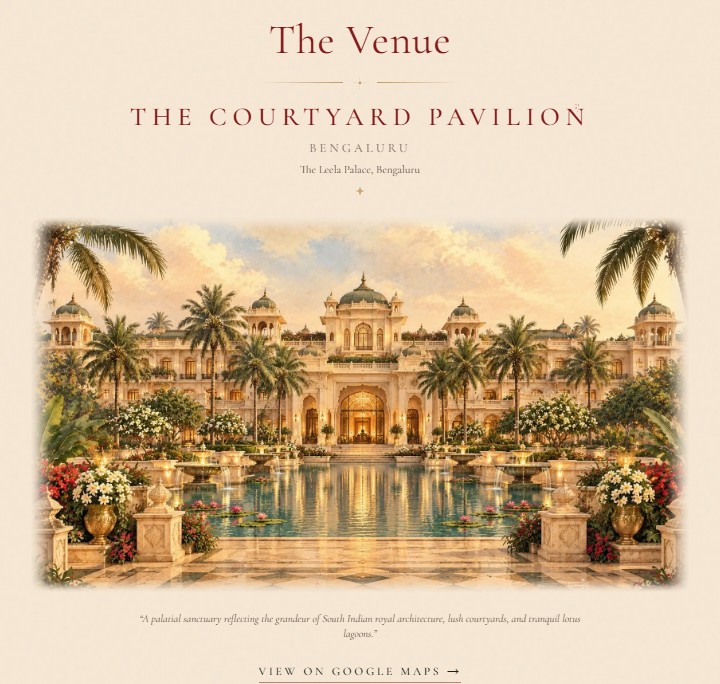 The Venue
THE COURTYARD PAVILION
BENGALURU
The Leela Palace, Bengaluru
“A palatial sanctuary reflecting the grandeur of South Indian royal architecture, lush courtyards, and tranquil lotus
lagoons.”
VIEW ON GOOGLE MAPS →